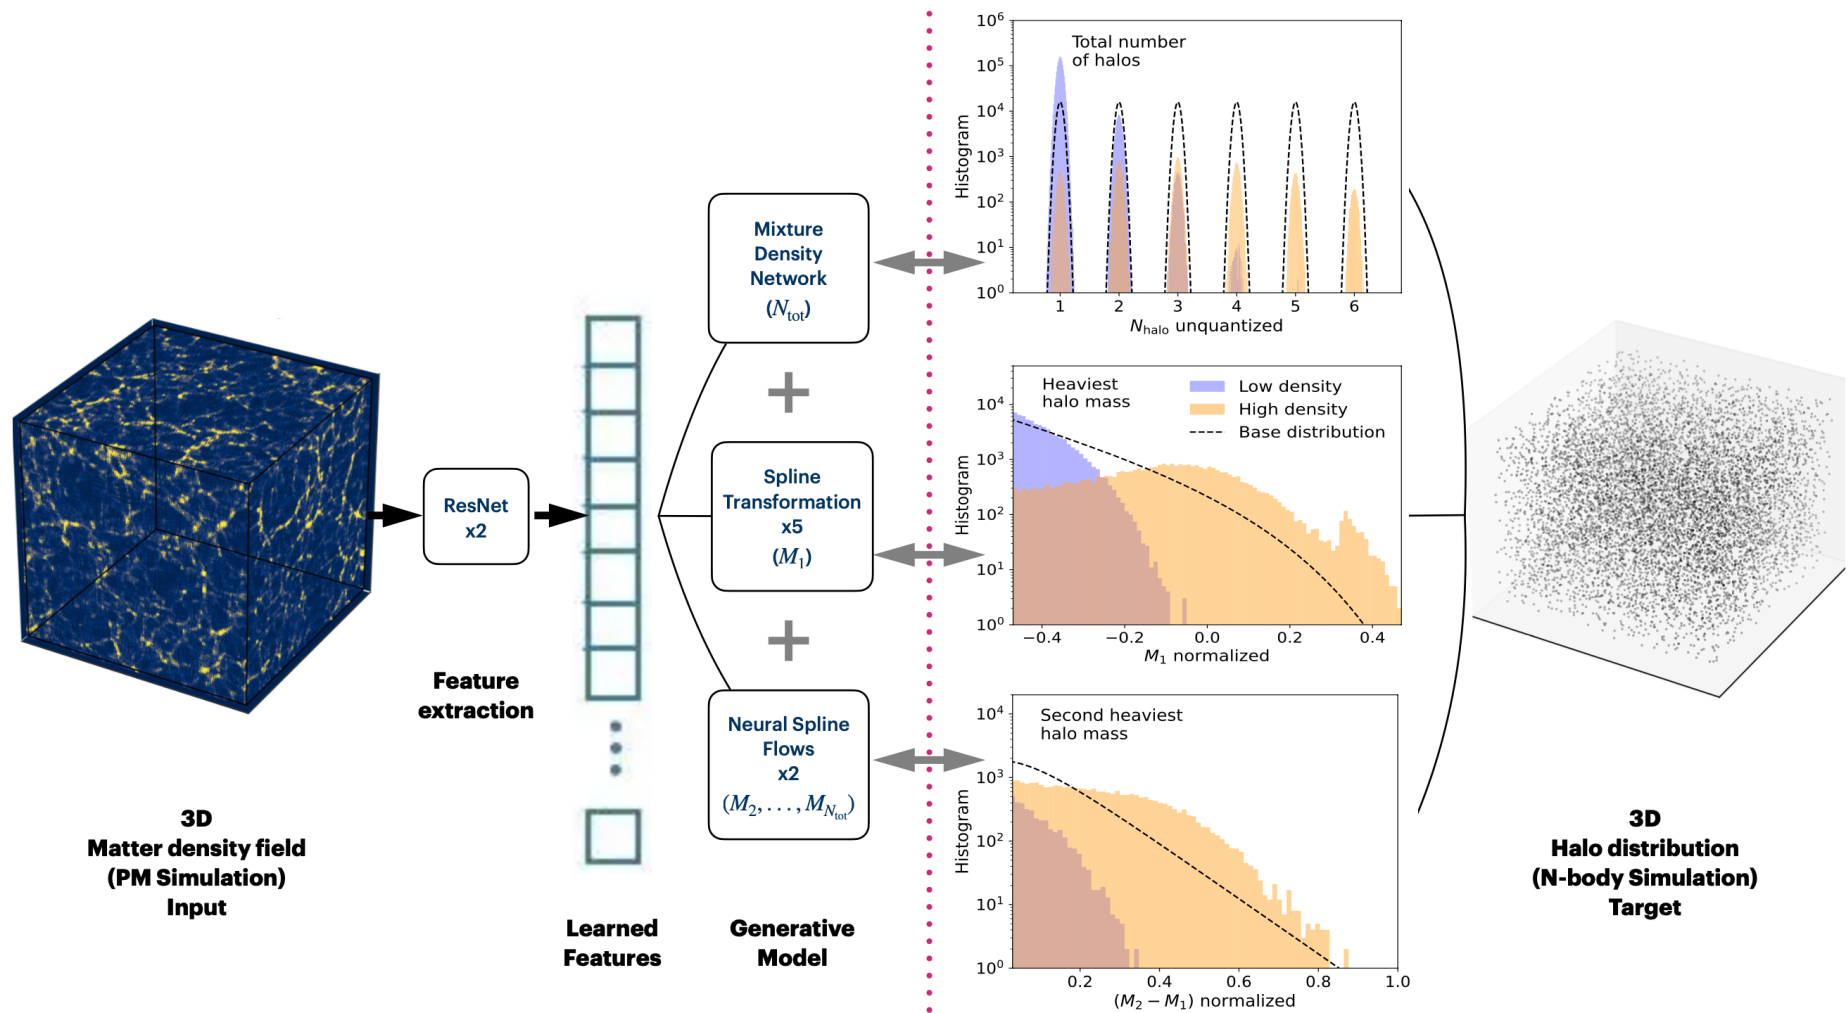 3D
Matter density field
(PM Simulation)
Input
ResNet
x2
Feature
extraction
Learned
Features
Mixture
Density
Network
(N_tot)
+
Spline
Transformation
x5
(M_1)
+
Neural Spline
Flows
x2
(M_2, . . . , M_{N_tot})
Generative
Model
Total number
of halos
Histogram
10^6
10^5
10^4
10^3
10^2
10^1
10^0
1 2 3 4 5 6
N_halo unquantized
Heaviest
halo mass
Low density
High density
Base distribution
Histogram
10^4
10^3
10^2
10^1
10^0
−0.4 −0.2 0.0 0.2 0.4
M_1 normalized
Second heaviest
halo mass
Histogram
10^4
10^3
10^2
10^1
10^0
0.2 0.4 0.6 0.8 1.0
(M_2 − M_1) normalized
3D
Halo distribution
(N-body Simulation)
Target